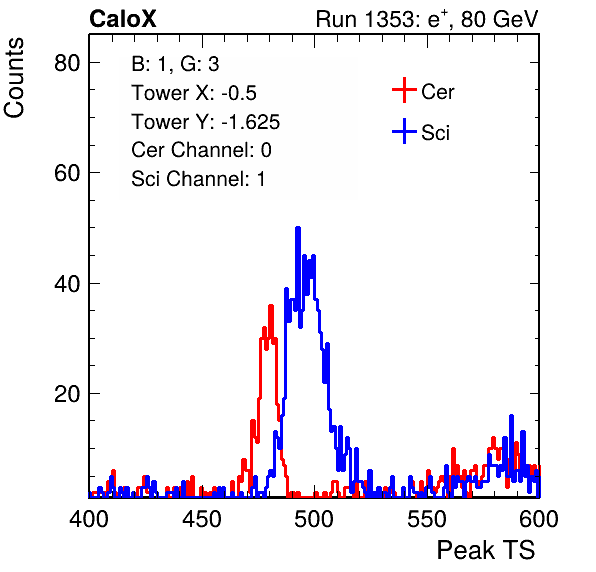 CaloX Run 1353: e⁺, 80 GeV
Counts
B: 1, G: 3
Tower X: -0.5
Tower Y: -1.625
Cer Channel: 0
Sci Channel: 1
Cer
Sci
80
60
40
20
400 450 500 550 600
Peak TS